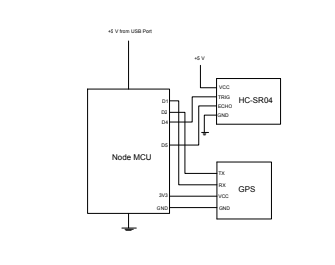 +5 V from USB Port
+5 V
VCC
TRIG
ECHO
GND
HC-SR04
D1
D2
D4
D5
Node MCU
3V3
GND
TX
RX
VCC
GND
GPS